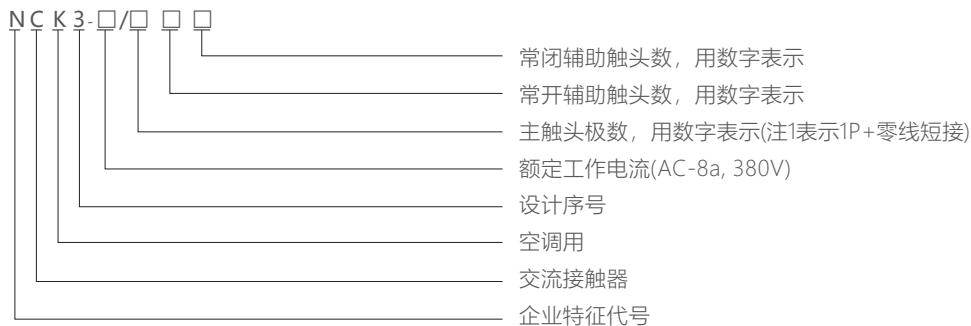 NCK3-□/□ □ □
常闭辅助触头数，用数字表示
常开辅助触头数，用数字表示
主触头极数，用数字表示(注1表示1P+零线短接)
额定工作电流(AC-8a, 380V)
设计序号
空调用
交流接触器
企业特征代号